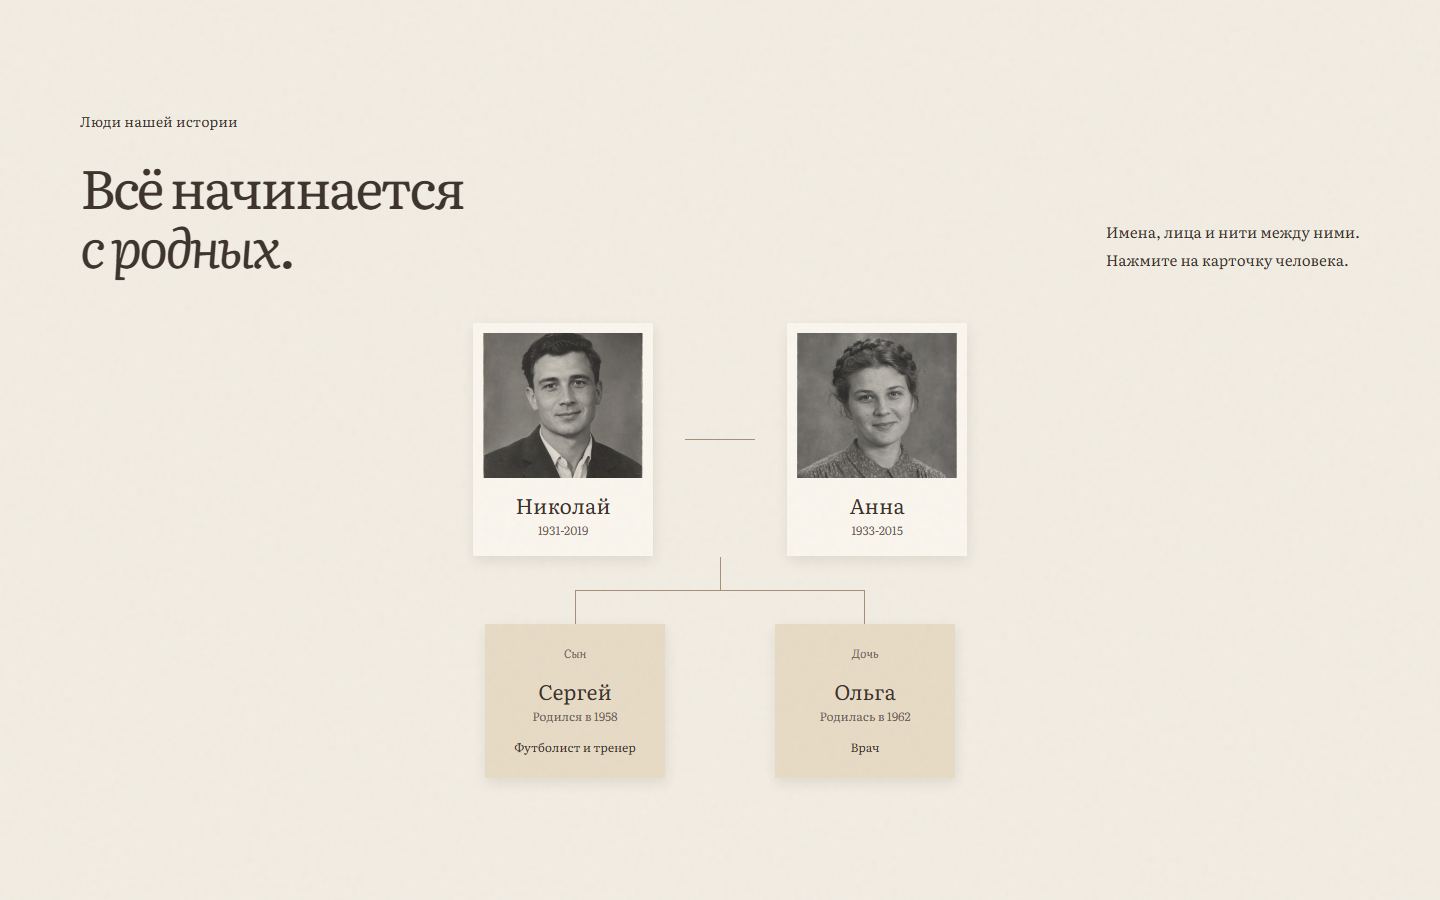 Люди нашей истории
Всё начинается
с родных.
Имена, лица и нити между ними.
Нажмите на карточку человека.
Николай
1931-2019
Анна
1933-2015
Сын
Сергей
Родился в 1958
Футболист и тренер
Дочь
Ольга
Родилась в 1962
Врач